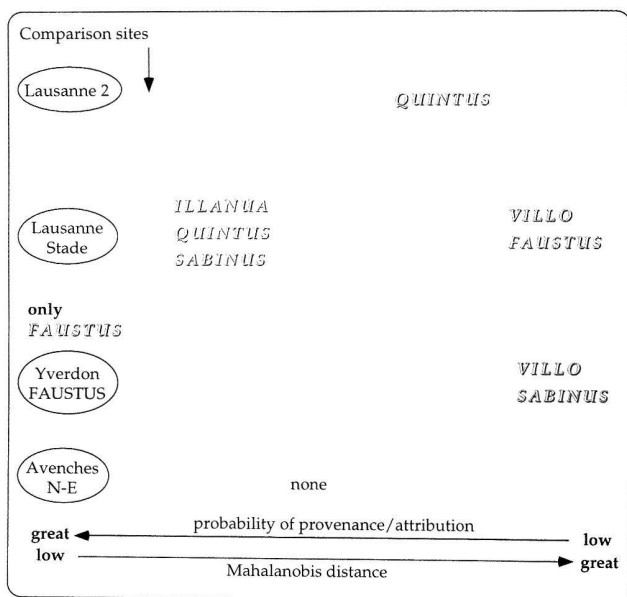 Comparison sites
Lausanne 2
QUINTUS
ILLANUA
QUINTUS
SABINUS
Lausanne
Stade
VILLO
FAUSTUS
only
FAUSTUS
Yverdon
FAUSTUS
VILLO
SABINUS
Avenches
N-E
none
great
probability of provenance/attribution
low
low
Mahalanobis distance
great